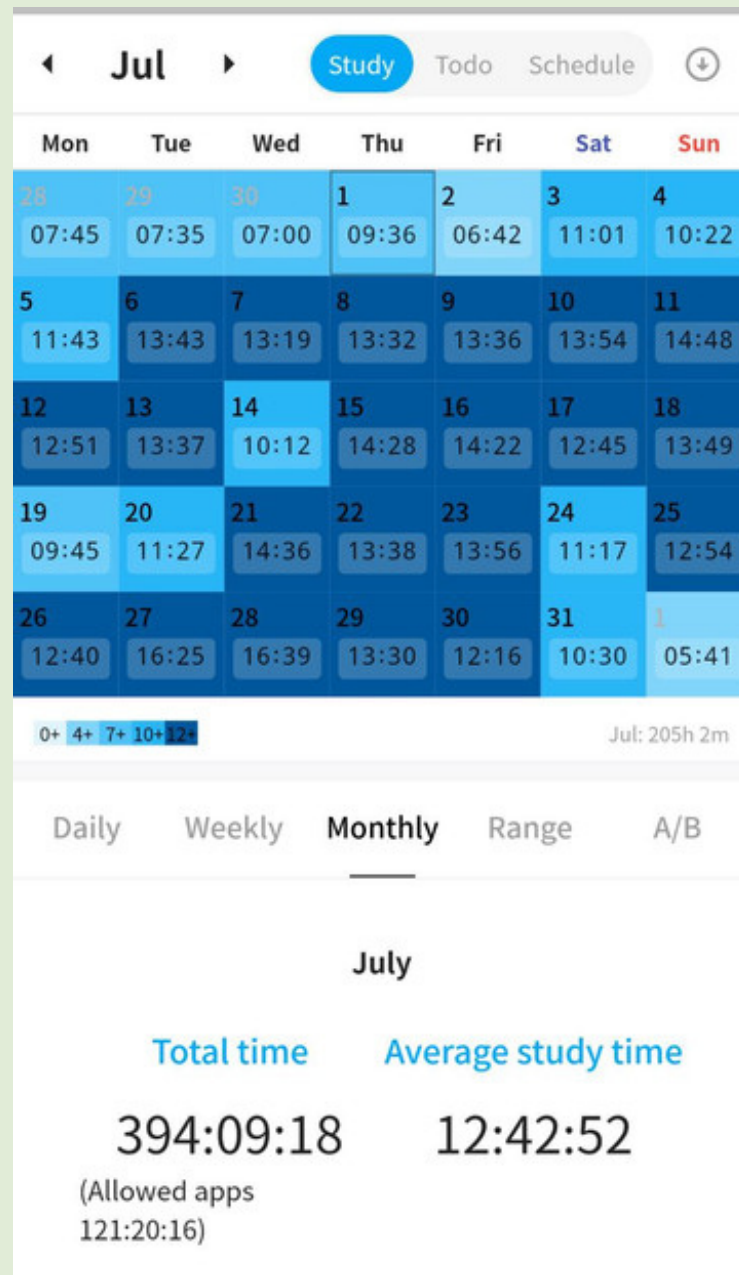 Jul Study Todo Schedule
Mon Tue Wed Thu Fri Sat Sun
28 29 30 1 2 3 4
07:45 07:35 07:00 09:36 06:42 11:01 10:22
5 6 7 8 9 10 11
11:43 13:43 13:19 13:32 13:36 13:54 14:48
12 13 14 15 16 17 18
12:51 13:37 10:12 14:28 14:22 12:45 13:49
19 20 21 22 23 24 25
09:45 11:27 14:36 13:38 13:56 11:17 12:54
26 27 28 29 30 31 1
12:40 16:25 16:39 13:30 12:16 10:30 05:41
0+ 4+ 7+ 10+ 12+ Jul: 205h 2m
Daily Weekly Monthly Range A/B
July
Total time Average study time
394:09:18 12:42:52
(Allowed apps
121:20:16)